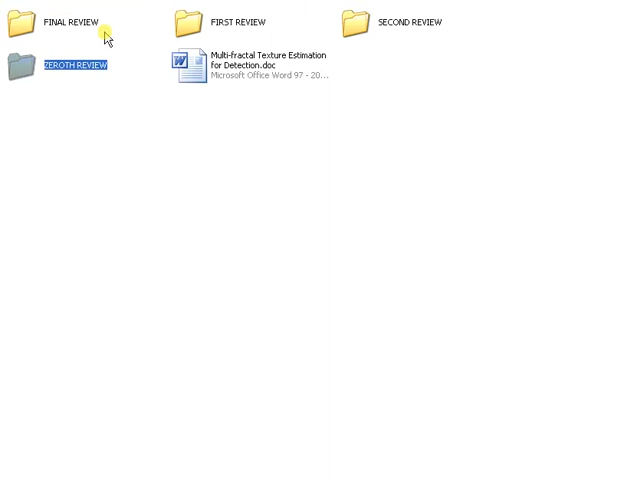 FINAL REVIEW
FIRST REVIEW
SECOND REVIEW
ZEROTH REVIEW
Multi-fractal Texture Estimation
for Detection.doc
Microsoft Office Word 97 - 20...